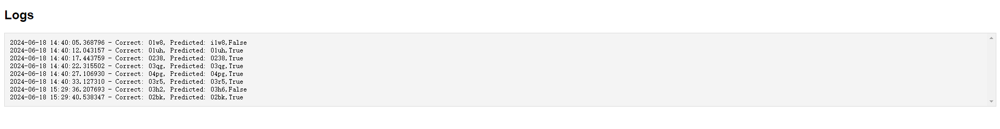 Logs
2024-06-18 14:40:05.368796 - Correct: 01w8, Predicted: i1w8,False
2024-06-18 14:40:12.043157 - Correct: 01uh, Predicted: 01uh,True
2024-06-18 14:40:17.443759 - Correct: 0238, Predicted: 0238,True
2024-06-18 14:40:22.315502 - Correct: 03qg, Predicted: 03qg,True
2024-06-18 14:40:27.106930 - Correct: 04pg, Predicted: 04pg,True
2024-06-18 14:40:33.127310 - Correct: 03r5, Predicted: 03r5,True
2024-06-18 15:29:36.207693 - Correct: 03h2, Predicted: 03h6,False
2024-06-18 15:29:40.538347 - Correct: 02bk, Predicted: 02bk,True